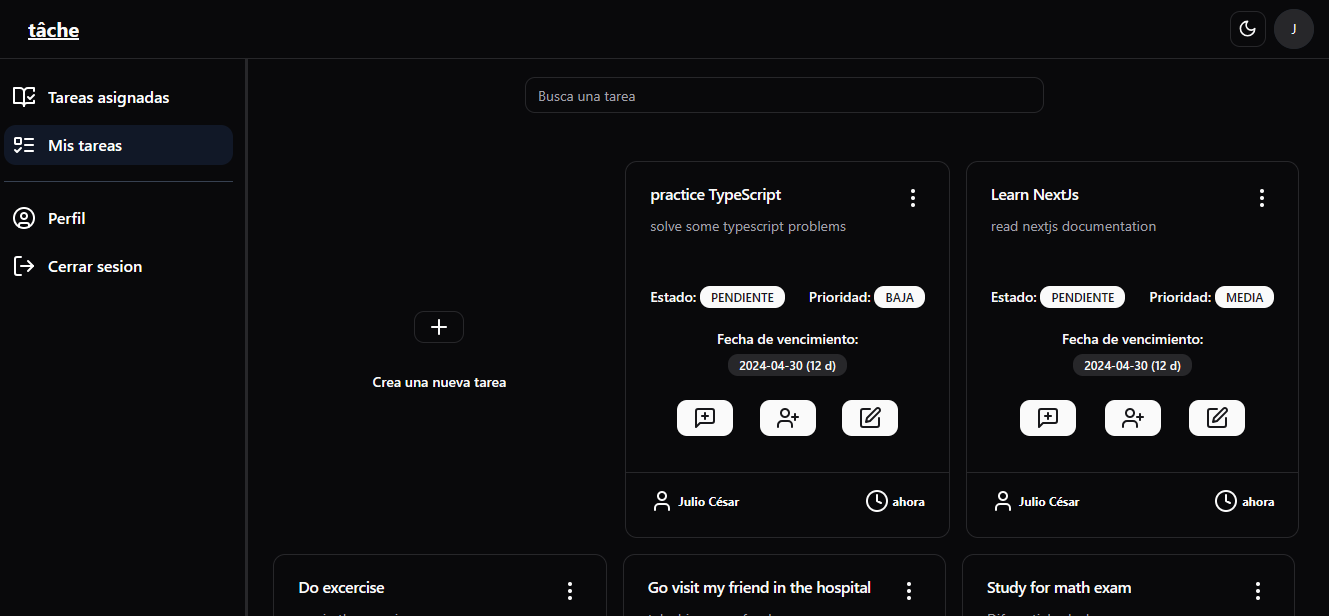 tâche
J
Tareas asignadas
Mis tareas
Perfil
Cerrar sesion
Busca una tarea
Crea una nueva tarea
practice TypeScript
solve some typescript problems
Estado: PENDIENTE Prioridad: BAJA
Fecha de vencimiento:
2024-04-30 (12 d)
Julio César ahora
Learn NextJs
read nextjs documentation
Estado: PENDIENTE Prioridad: MEDIA
Fecha de vencimiento:
2024-04-30 (12 d)
Julio César ahora
Do excercise
Go visit my friend in the hospital
Study for math exam